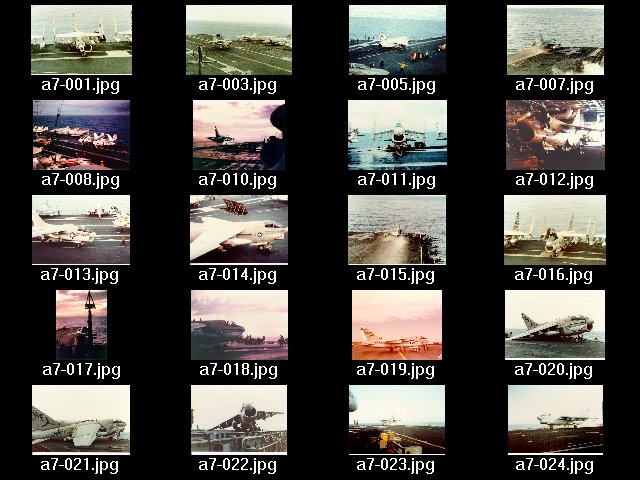 a7-001.jpg a7-003.jpg a7-005.jpg a7-007.jpg
a7-008.jpg a7-010.jpg a7-011.jpg a7-012.jpg
a7-013.jpg a7-014.jpg a7-015.jpg a7-016.jpg
a7-017.jpg a7-018.jpg a7-019.jpg a7-020.jpg
a7-021.jpg a7-022.jpg a7-023.jpg a7-024.jpg